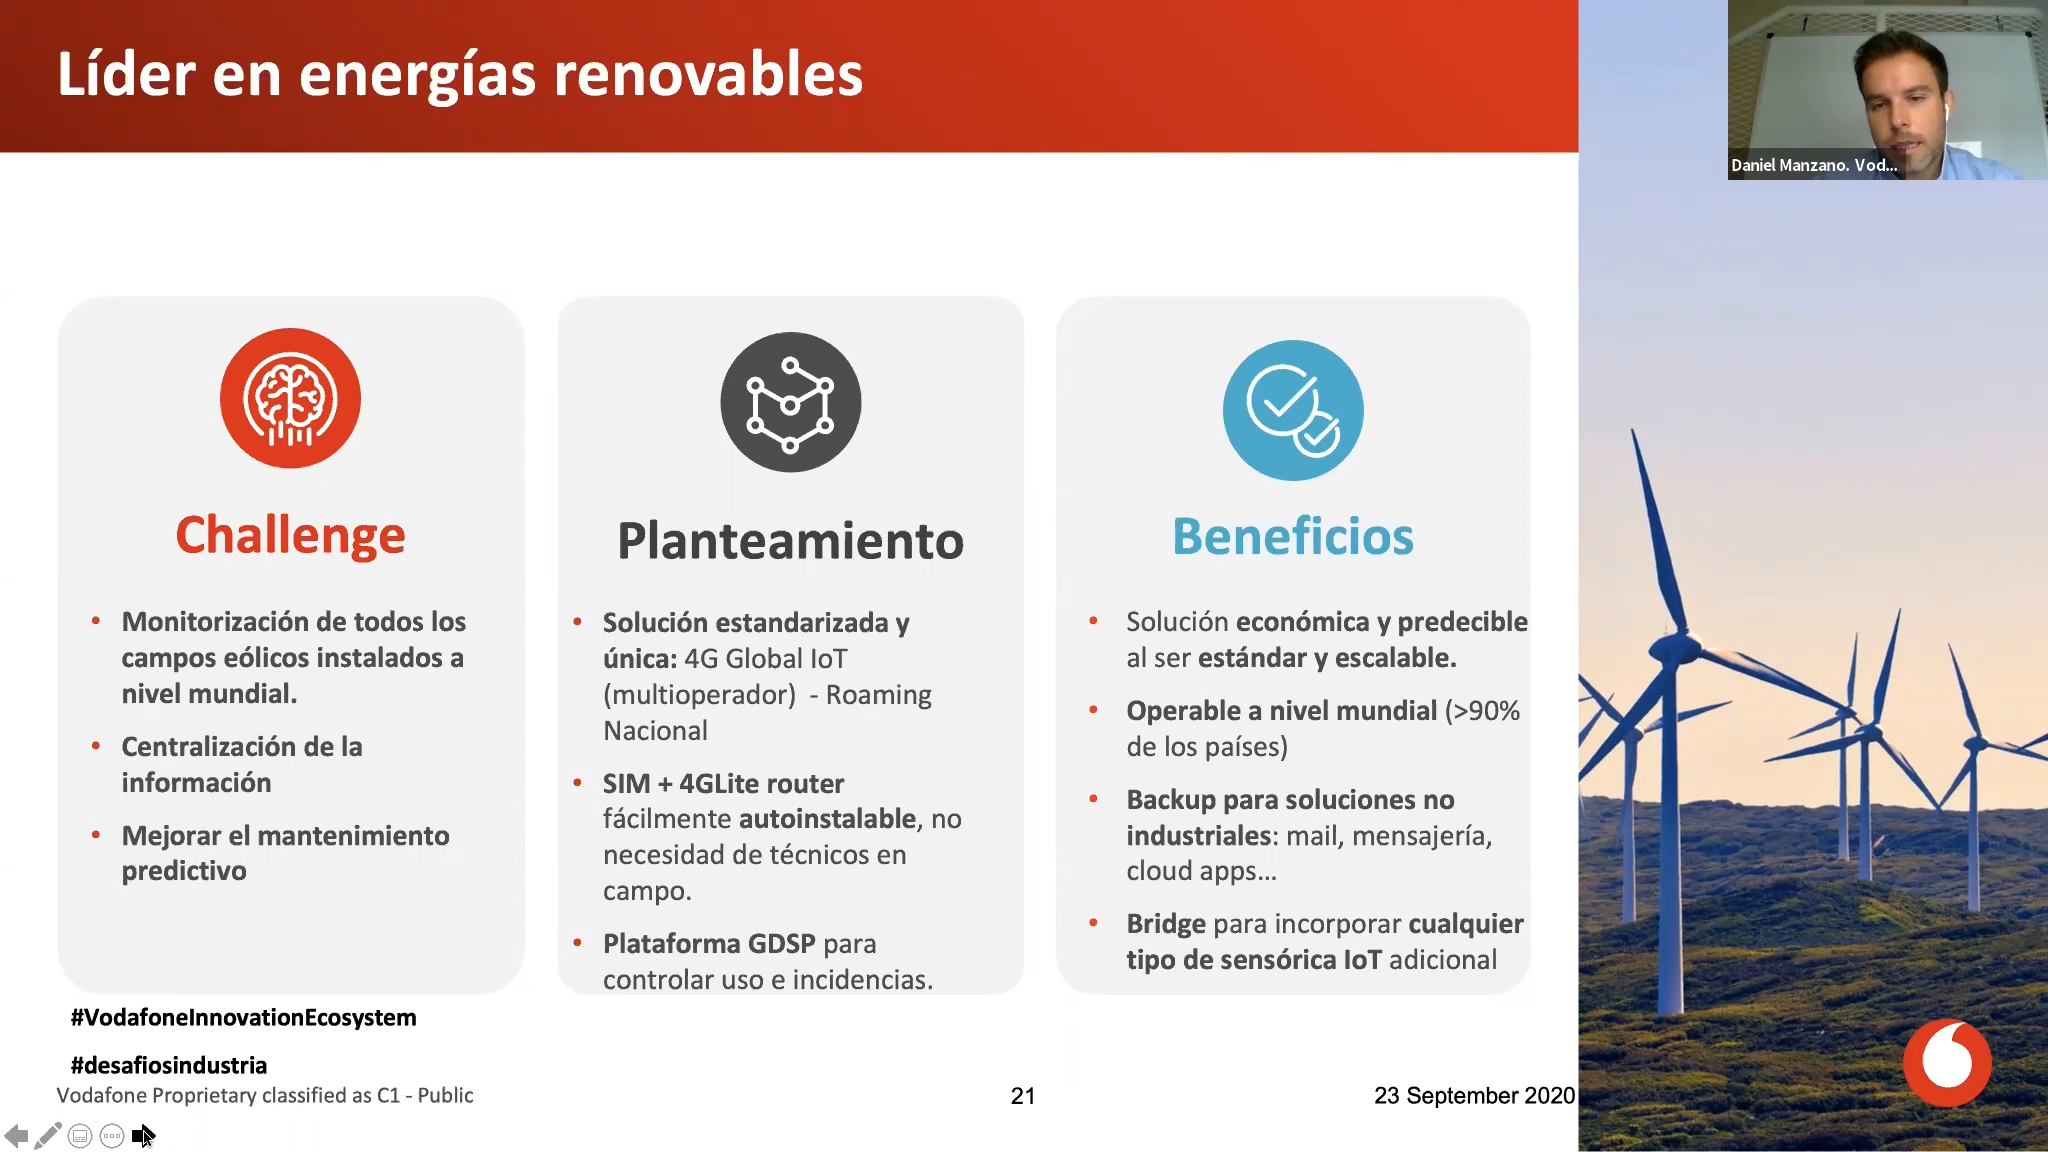 Líder en energías renovables
Daniel Manzano. Vod...
Challenge
• Monitorización de todos los
campos eólicos instalados a
nivel mundial.
• Centralización de la
información
• Mejorar el mantenimiento
predictivo
Planteamiento
• Solución estandarizada y
única: 4G Global IoT
(multioperador) - Roaming
Nacional
• SIM + 4GLite router
fácilmente autoinstalable, no
necesidad de técnicos en
campo.
• Plataforma GDSP para
controlar uso e incidencias.
Beneficios
• Solución económica y predecible
al ser estándar y escalable.
• Operable a nivel mundial (>90%
de los países)
• Backup para soluciones no
industriales: mail, mensajería,
cloud apps...
• Bridge para incorporar cualquier
tipo de sensórica IoT adicional
#VodafoneInnovationEcosystem
#desafiosindustria
Vodafone Proprietary classified as C1 - Public
21
23 September 2020